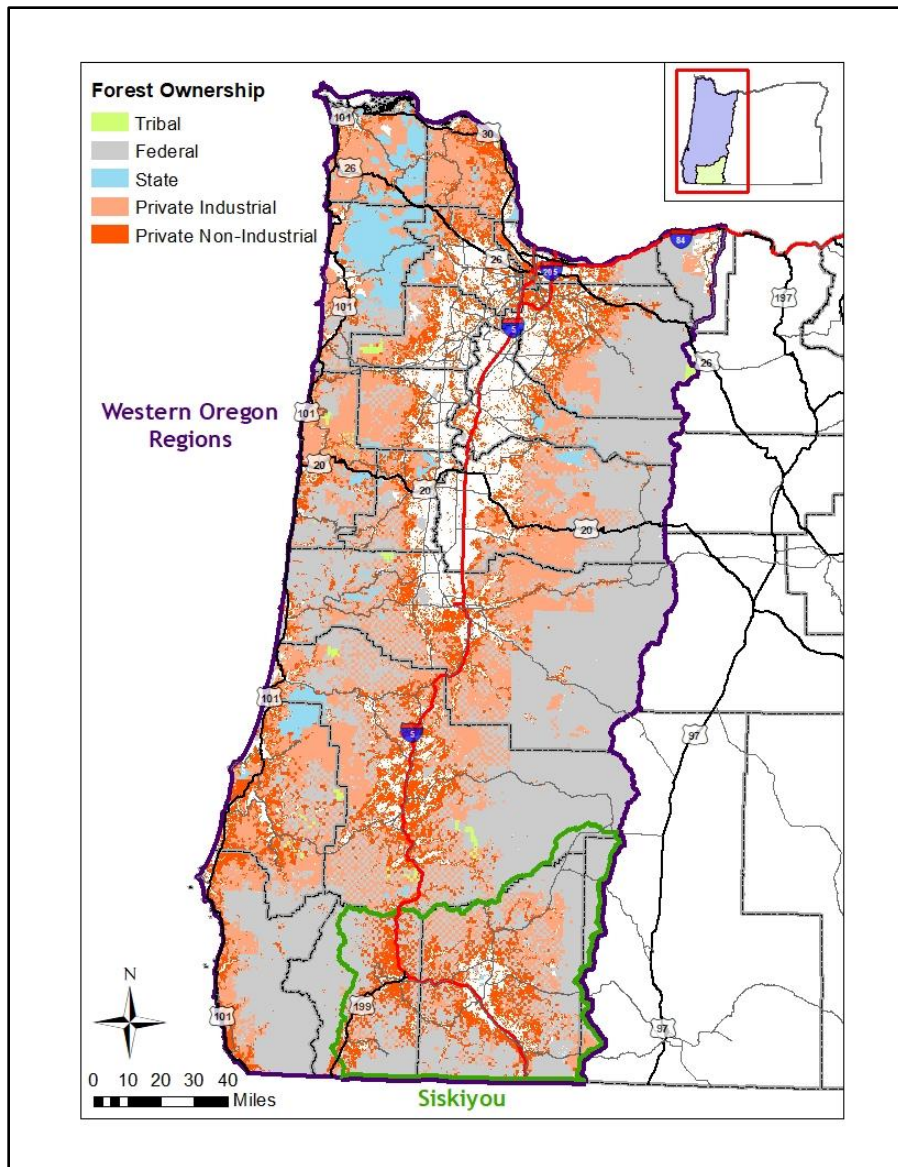 Forest Ownership
Tribal
Federal
State
Private Industrial
Private Non-Industrial
101
30
26
84
26
205
197
101
5
26
Western Oregon
Regions
101
20
20
20
101
5
97
199
101
97
N
0 10 20 30 40
Miles
Siskiyou